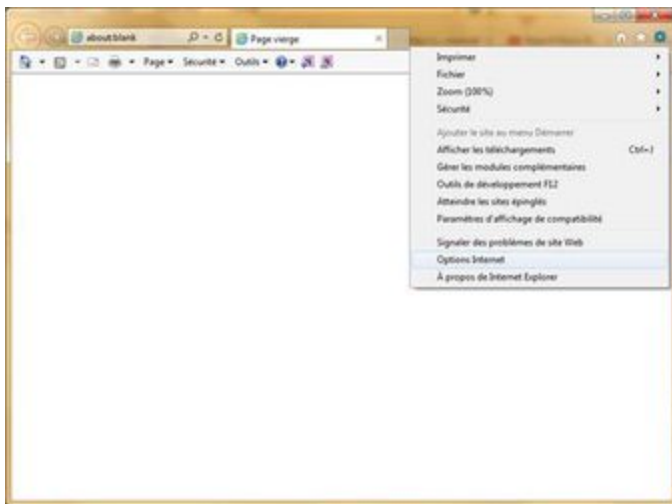 about:blank
Page vierge
Page Sécurité Outils
Imprimer
Fichier
Zoom (100%)
Sécurité
Ajouter le site au menu Démarrer
Afficher les téléchargements Ctrl+J
Gérer les modules complémentaires
Outils de développement F12
Atteindre les sites épinglés
Paramètres d'affichage de compatibilité
Signaler des problèmes de site Web
Options Internet
À propos de Internet Explorer